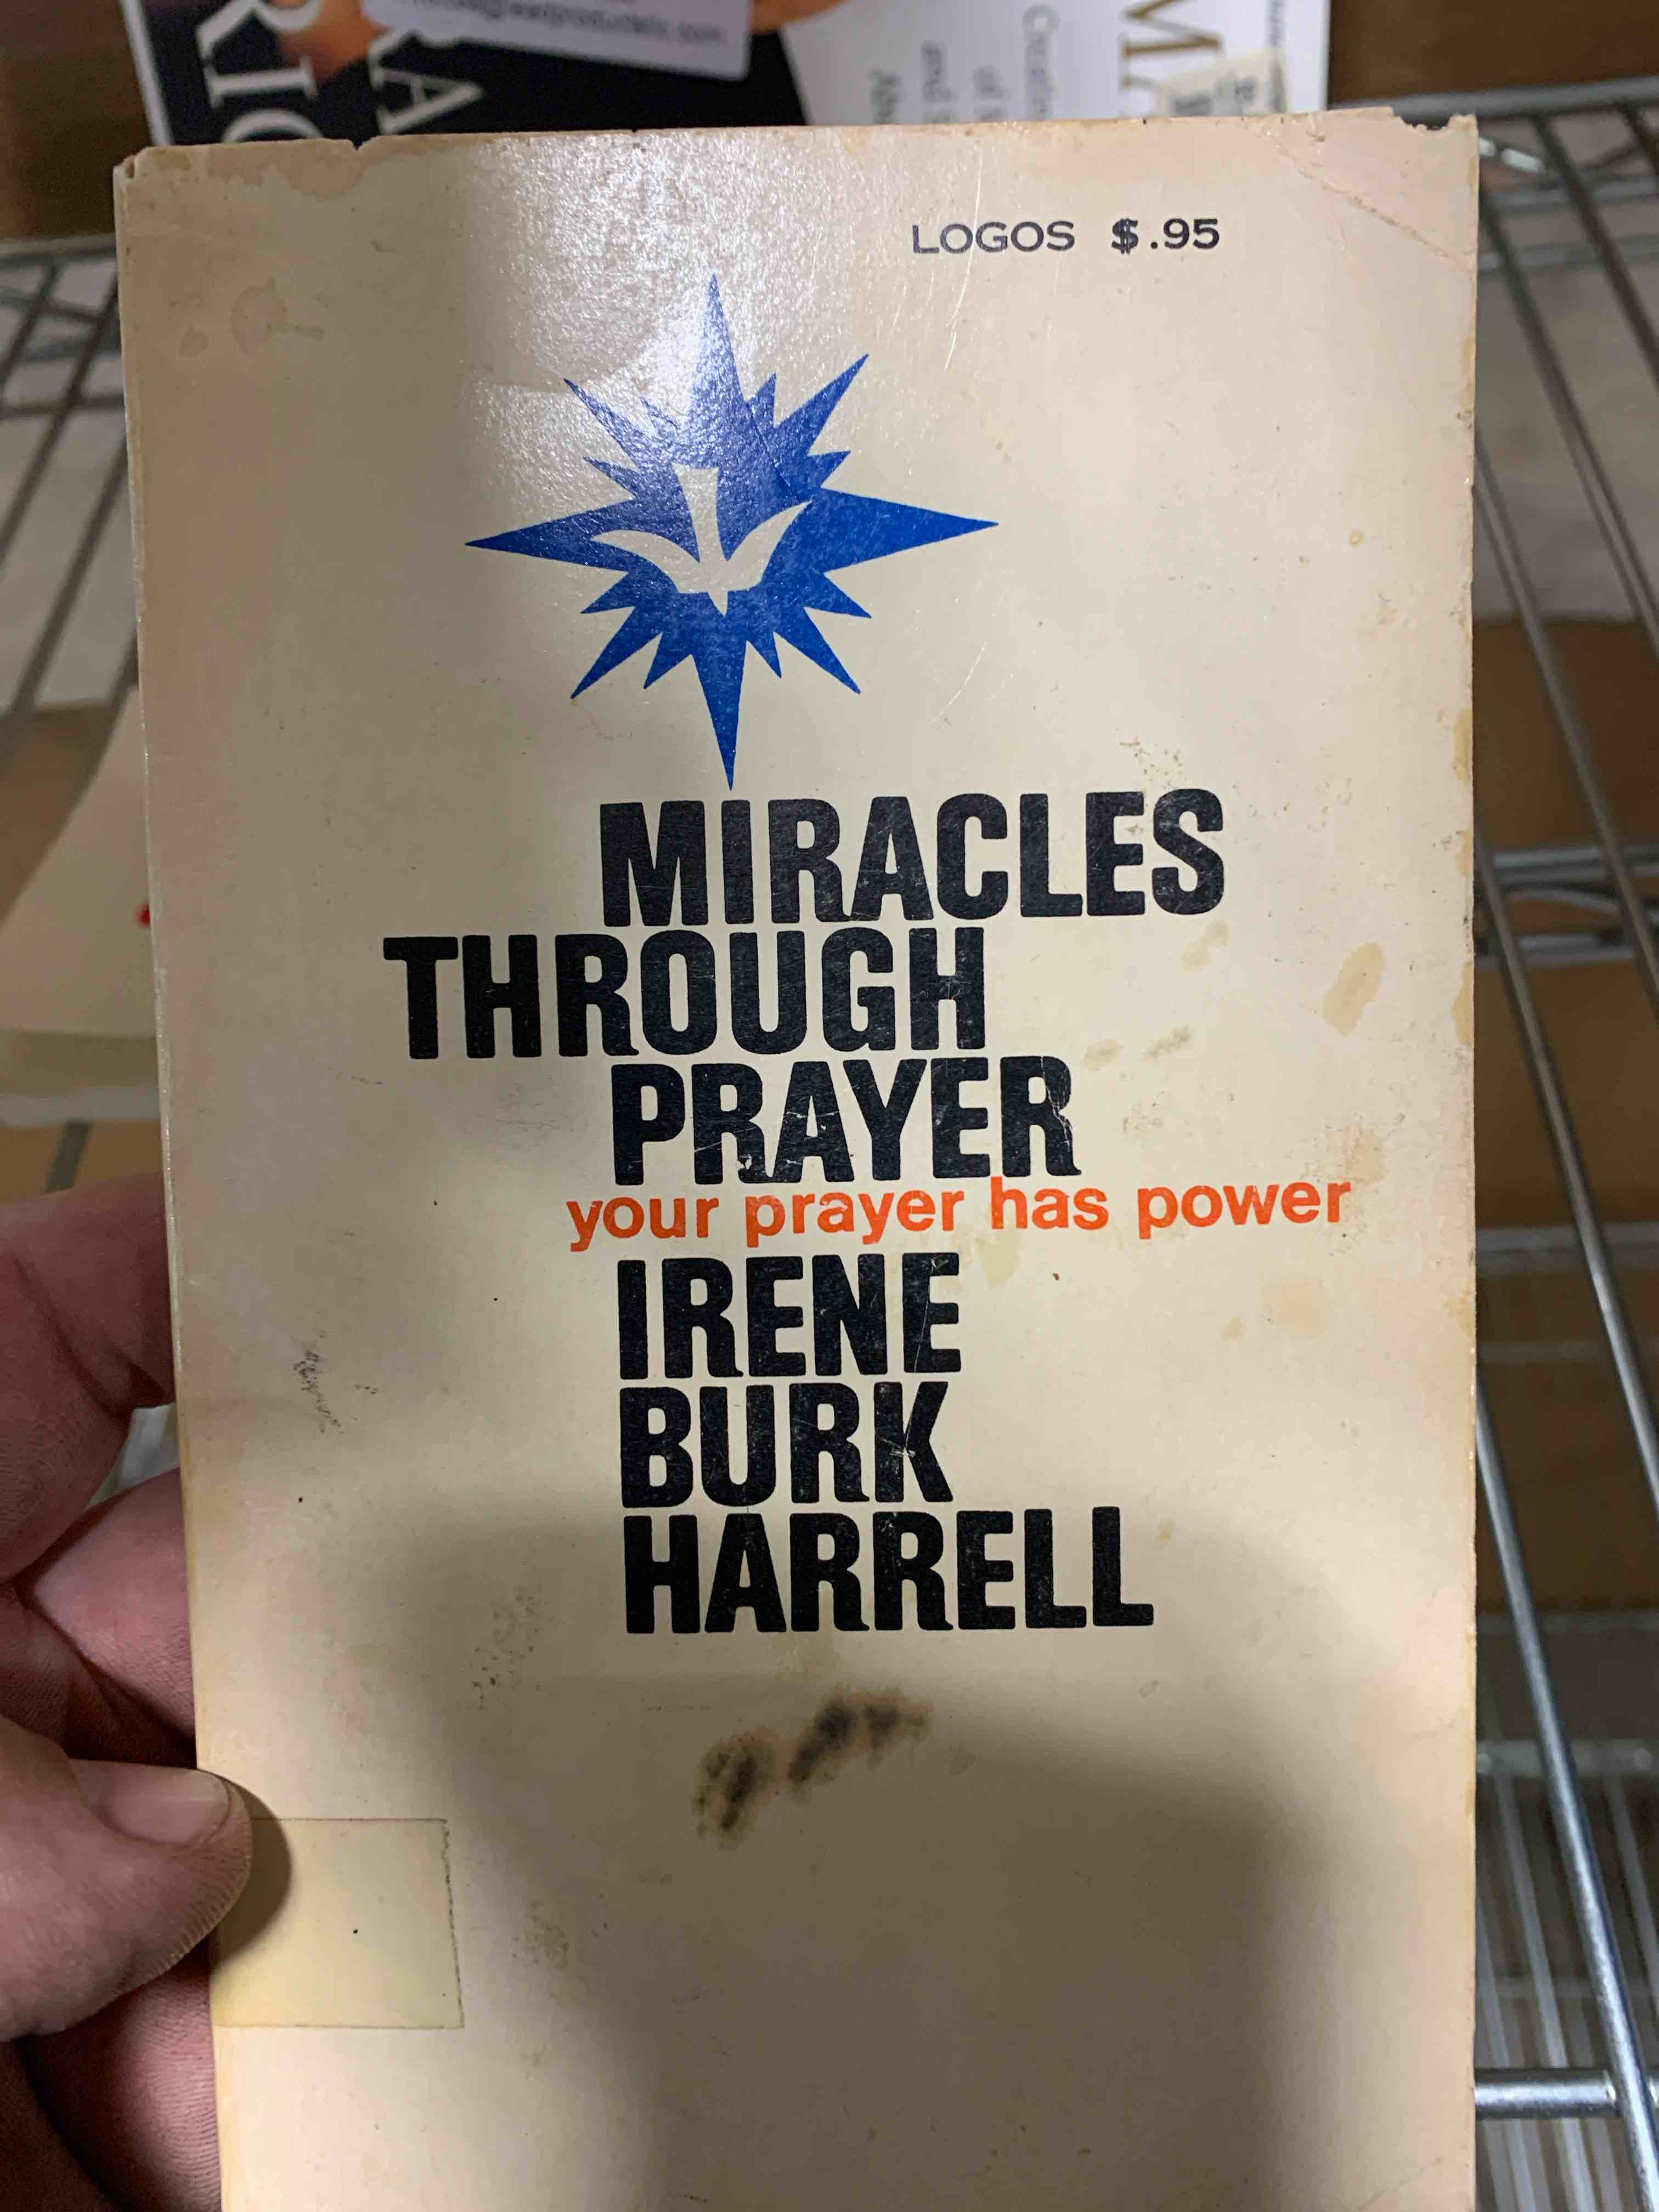 LOGOS $.95
MIRACLES
THROUGH
PRAYER
your prayer has power
IRENE
BURK
HARRELL